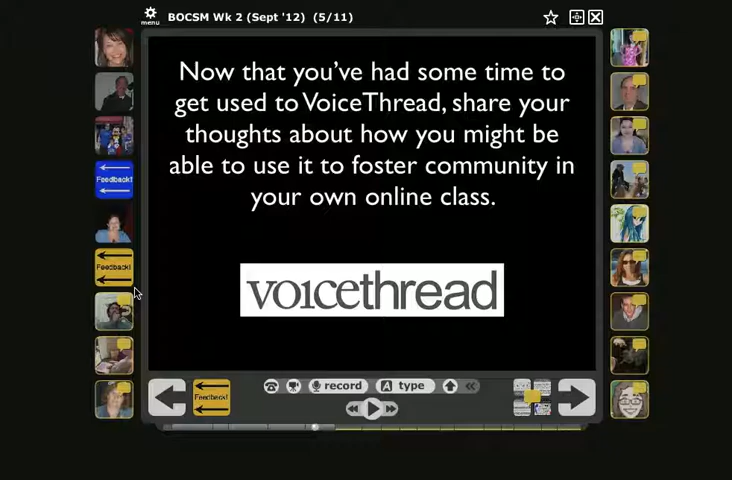 BOCSM Wk 2 (Sept '12) (5/11)
menu
Now that you've had some time to
get used to VoiceThread, share your
thoughts about how you might be
able to use it to foster community in
your own online class.
voicethread
Feedback!
Feedback!
Feedback!
record
A type